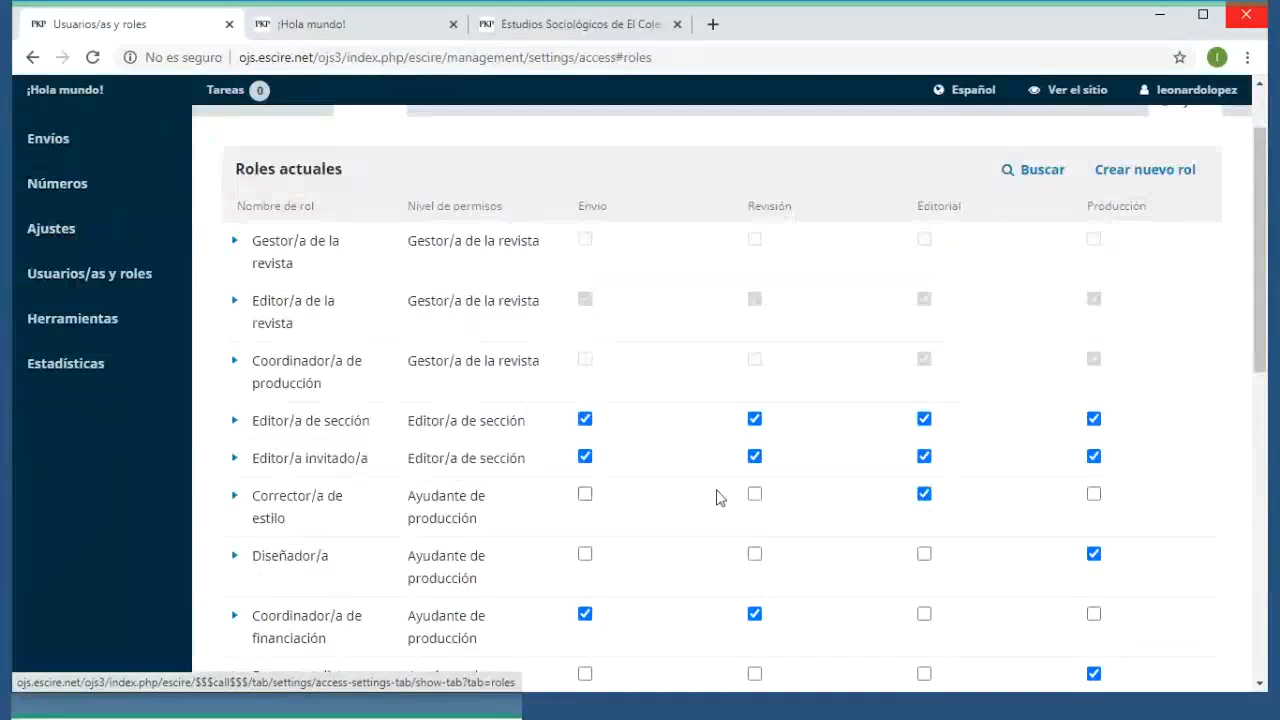 PKP Usuarios/as y roles
PKP ¡Hola mundo!
PKP Estudios Sociológicos de El Cole
No es seguro ojs.escire.net/ojs3/index.php/escire/management/settings/access#roles
I
¡Hola mundo!
Tareas 0
Español
Ver el sitio
leonardolopez
Envíos
Números
Ajustes
Usuarios/as y roles
Herramientas
Estadísticas
Roles actuales
Buscar
Crear nuevo rol
Nombre de rol Nivel de permisos Envío Revisión Editorial Producción
Gestor/a de la Gestor/a de la revista
revista
Editor/a de la Gestor/a de la revista
revista
Coordinador/a de Gestor/a de la revista
producción
Editor/a de sección Editor/a de sección
Editor/a invitado/a Editor/a de sección
Corrector/a de Ayudante de
estilo producción
Diseñador/a Ayudante de
producción
Coordinador/a de Ayudante de
financiación producción
ojs.escire.net/ojs3/index.php/escire/$$$call$$$/tab/settings/access-settings-tab/show-tab?tab=roles